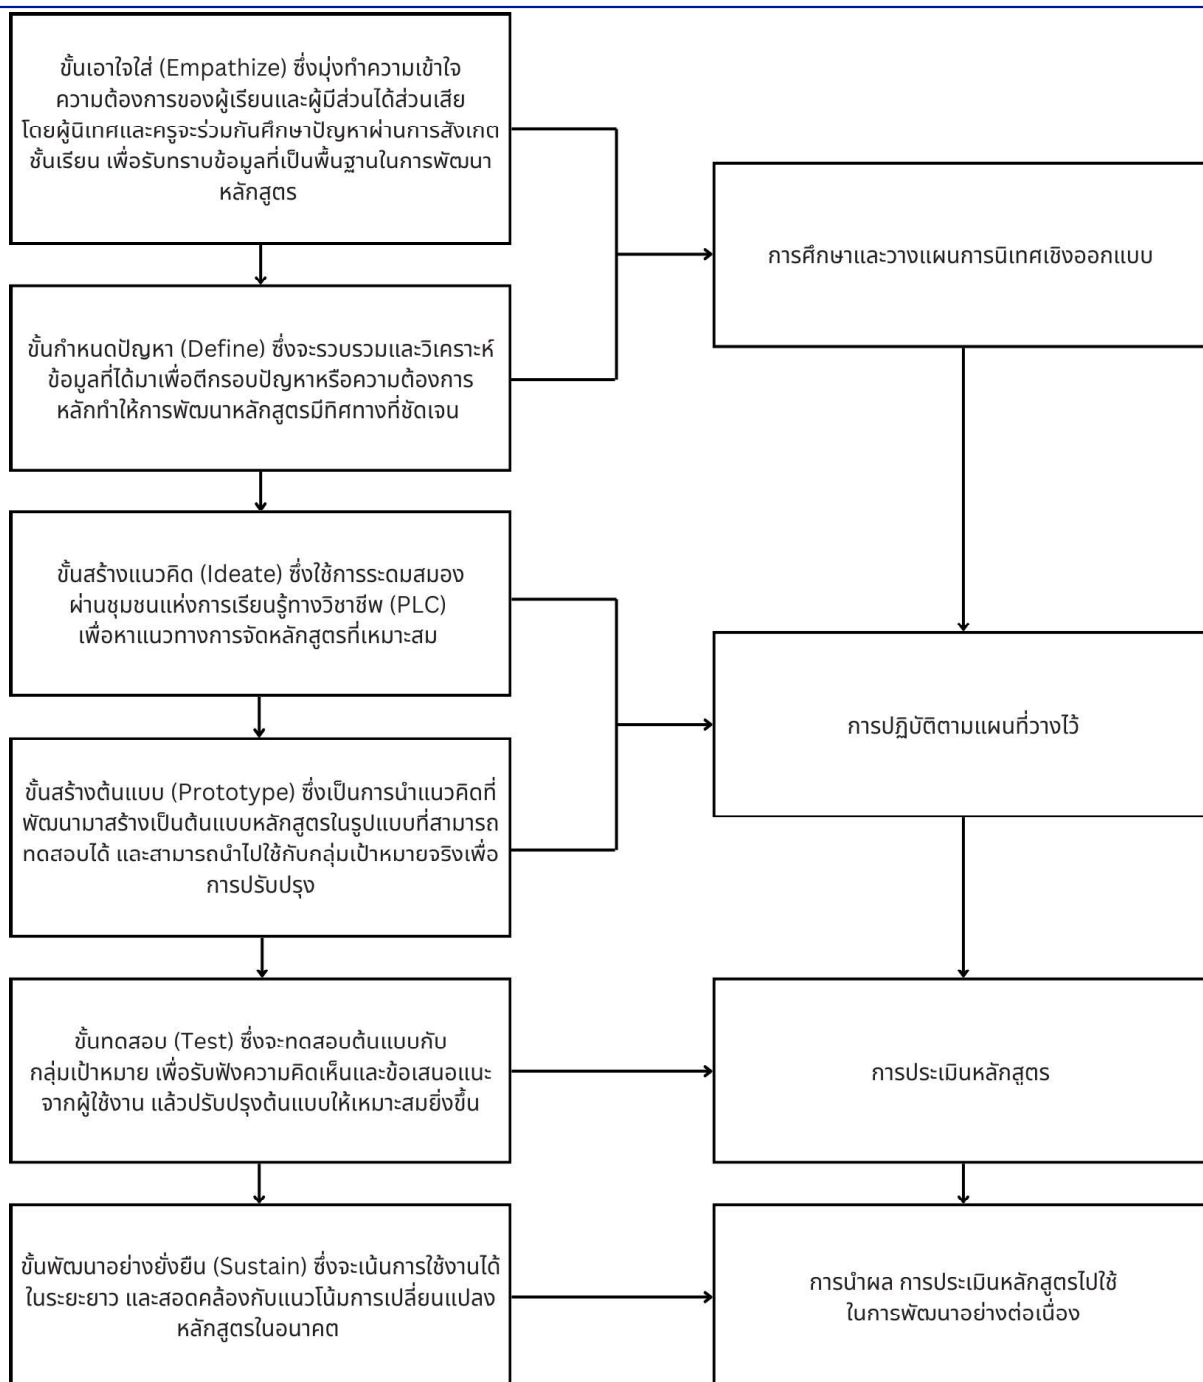 ขั้นเอาใจใส่ (Empathize) ซึ่งมุ่งทำความเข้าใจ
ความต้องการของผู้เรียนและผู้มีส่วนได้ส่วนเสีย
โดยผู้นิเทศและครูจะร่วมกันศึกษาปัญหาผ่านการสังเกต
ชั้นเรียน เพื่อรับทราบข้อมูลที่เป็นพื้นฐานในการพัฒนา
หลักสูตร
การศึกษาและวางแผนการนิเทศเชิงออกแบบ
ขั้นกำหนดปัญหา (Define) ซึ่งจะรวบรวมและวิเคราะห์
ข้อมูลที่ได้มาเพื่อตีกรอบปัญหาหรือความต้องการ
หลักทำให้การพัฒนาหลักสูตรมีทิศทางที่ชัดเจน
ขั้นสร้างแนวคิด (Ideate) ซึ่งใช้การระดมสมอง
ผ่านชุมชนแห่งการเรียนรู้ทางวิชาชีพ (PLC)
เพื่อหาแนวทางการจัดหลักสูตรที่เหมาะสม
การปฏิบัติตามแผนที่วางไว้
ขั้นสร้างต้นแบบ (Prototype) ซึ่งเป็นการนำแนวคิดที่
พัฒนามาสร้างเป็นต้นแบบหลักสูตรในรูปแบบที่สามารถ
ทดสอบได้ และสามารถนำไปใช้กับกลุ่มเป้าหมายจริงเพื่อ
การปรับปรุง
ขั้นทดสอบ (Test) ซึ่งจะทดสอบต้นแบบกับ
กลุ่มเป้าหมาย เพื่อรับฟังความคิดเห็นและข้อเสนอแนะ
จากผู้ใช้งาน แล้วปรับปรุงต้นแบบให้เหมาะสมยิ่งขึ้น
การประเมินหลักสูตร
ขั้นพัฒนาอย่างยั่งยืน (Sustain) ซึ่งจะเน้นการใช้งานได้
ในระยะยาว และสอดคล้องกับแนวโน้มการเปลี่ยนแปลง
หลักสูตรในอนาคต
การนำผล การประเมินหลักสูตรไปใช้
ในการพัฒนาอย่างต่อเนื่อง